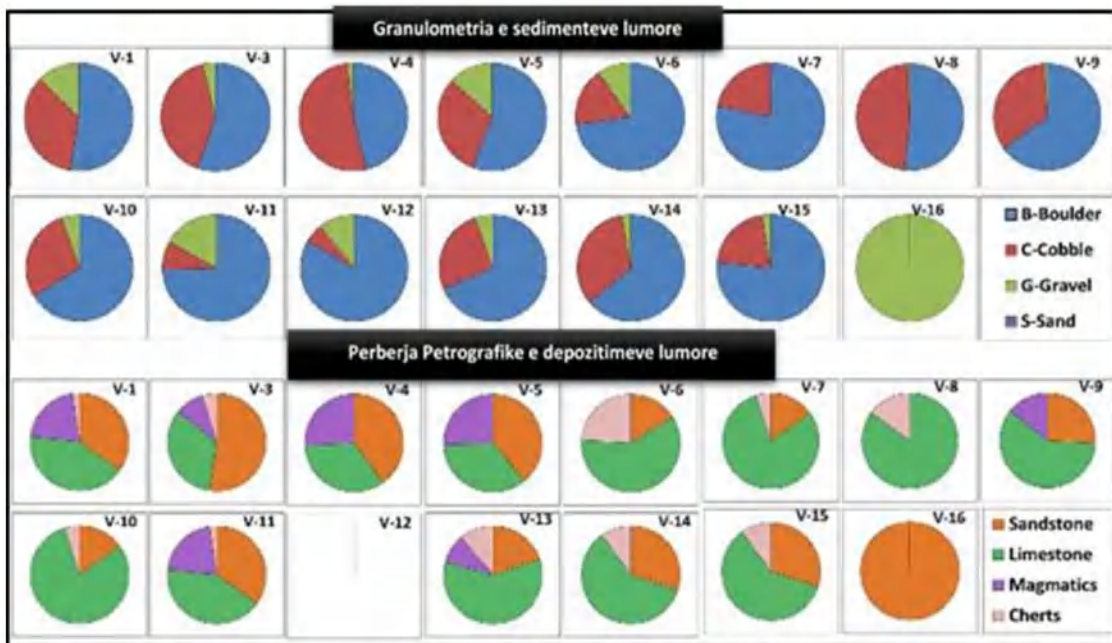 Granulometria e sedimenteve lumore
V-1 V-3 V-4 V-5 V-6 V-7 V-8 V-9
V-10 V-11 V-12 V-13 V-14 V-15 V-16
B-Boulder
C-Cobble
G-Gravel
S-Sand
Perberja Petrografike e depozitimeve lumore
V-1 V-3 V-4 V-5 V-6 V-7 V-8 V-9
V-10 V-11 V-12 V-13 V-14 V-15 V-16
Sandstone
Limestone
Magmatics
Cherts